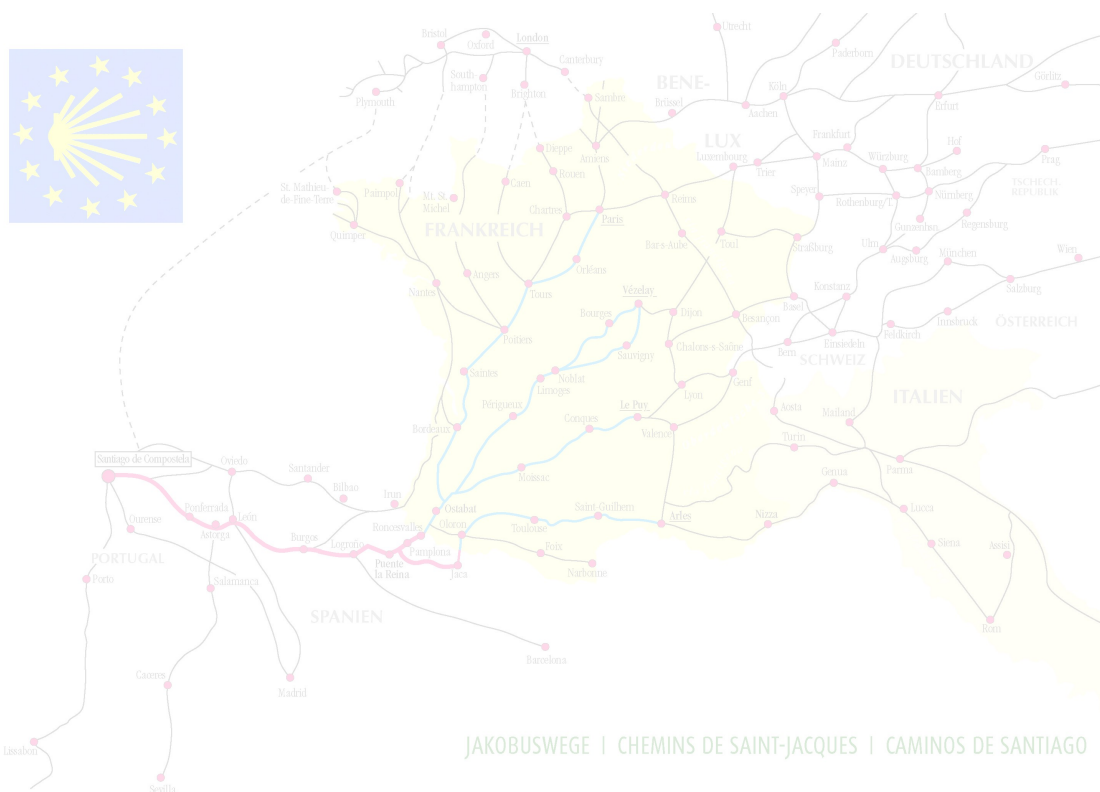 Bristol
Oxford
London
Canterbury
Utrecht
Paderborn
DEUTSCHLAND
Görlitz
Plymouth
South-
hampton
Brighton
Sambre
BENE-
Brüssel
Köln
Aachen
Erfurt
LUX
Luxembourg
Trier
Frankfurt
Mainz
Würzburg
Hof
Bamberg
Prag
TSCHECH.
REPUBLIK
Dieppe
Amiens
Rouen
St. Mathieu
de-Fine-Terre
Paimpol
Mt. St.
Michel
Caen
Chartres
Paris
Reims
Speyer
Rothenburg/T.
Nürnberg
Gunzenhsn
Regensburg
Quimper
FRANKREICH
Bar-s-Aube
Toul
Straßburg
Ulm
Augsburg
München
Wien
Nantes
Angers
Tours
Orléans
Vézelay
Bourges
Dijon
Besançon
Basel
Konstanz
Salzburg
Innsbruck
ÖSTERREICH
Poitiers
Sauvigny
Chalons-s-Saône
Bern
Einsiedeln
Feldkirch
SCHWEIZ
Saintes
Noblat
Limoges
Genf
Lyon
Périgueux
Conques
Le Puy
Valence
Aosta
Mailand
ITALIEN
Bordeaux
Turin
Parma
Moissac
Genua
Santiago de Compostela
Oviedo
Santander
Bilbao
Irun
Ostabat
Saint-Guilhem
Toulouse
Arles
Nizza
Lucca
Ponferrada
León
Astorga
Ourense
Burgos
Logroño
Roncesvalles
Oloron
Pamplona
Puente
la Reina
Jaca
Foix
Narbonne
Siena
Assisi
PORTUGAL
Porto
Salamanca
SPANIEN
Rom
Barcelona
Caceres
Madrid
Lissabon
Sevilla
JAKOBUSWEGE | CHEMINS DE SAINT-JACQUES | CAMINOS DE SANTIAGO